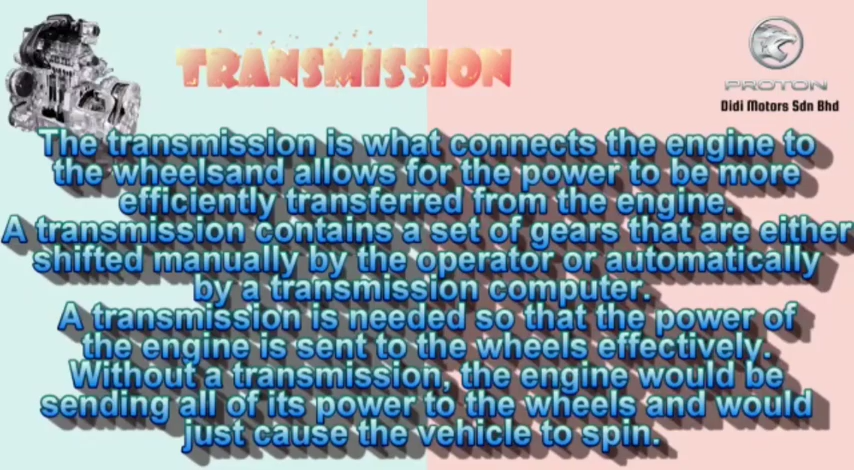 TRANSMISSION
PROTON
Didi Motors Sdn Bhd
The transmission is what connects the engine to
the wheelsand allows for the power to be more
efficiently transferred from the engine.
A transmission contains a set of gears that are either
shifted manually by the operator or automatically
by a transmission computer.
A transmission is needed so that the power of
the engine is sent to the wheels effectively.
Without a transmission, the engine would be
sending all of its power to the wheels and would
just cause the vehicle to spin.